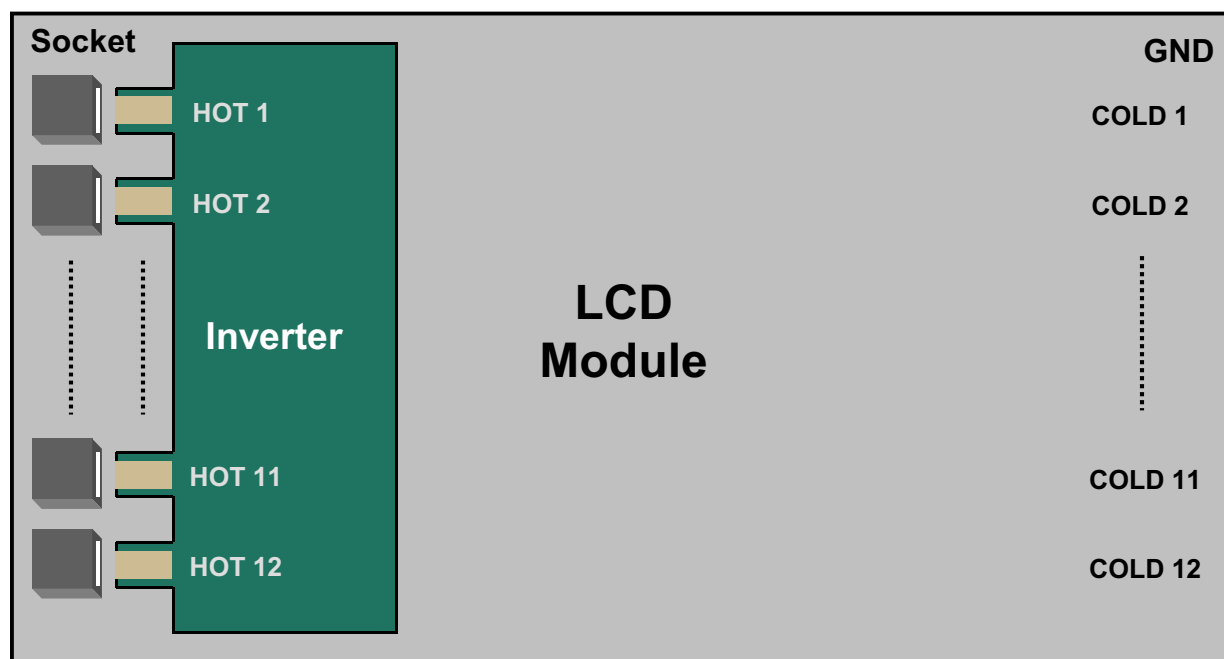 Socket
GND
HOT 1
COLD 1
HOT 2
COLD 2
Inverter
LCD
Module
HOT 11
COLD 11
HOT 12
COLD 12